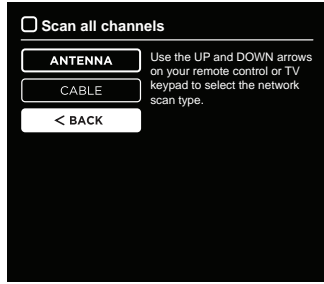 Scan all channels
ANTENNA
CABLE
< BACK
Use the UP and DOWN arrows
on your remote control or TV
keypad to select the network
scan type.